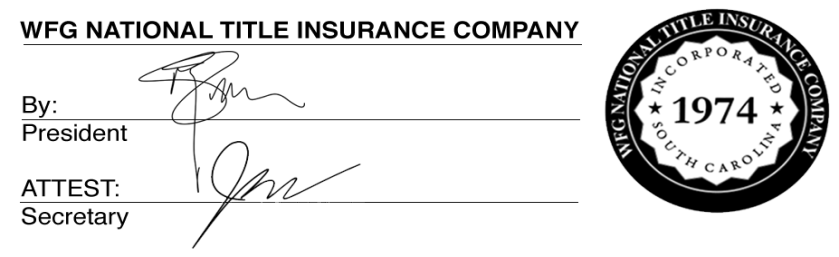 WFG NATIONAL TITLE INSURANCE COMPANY
By:
President
ATTEST:
Secretary
WFG NATIONAL TITLE INSURANCE COMPANY
INCORPORATED
1974
SOUTH CAROLINA